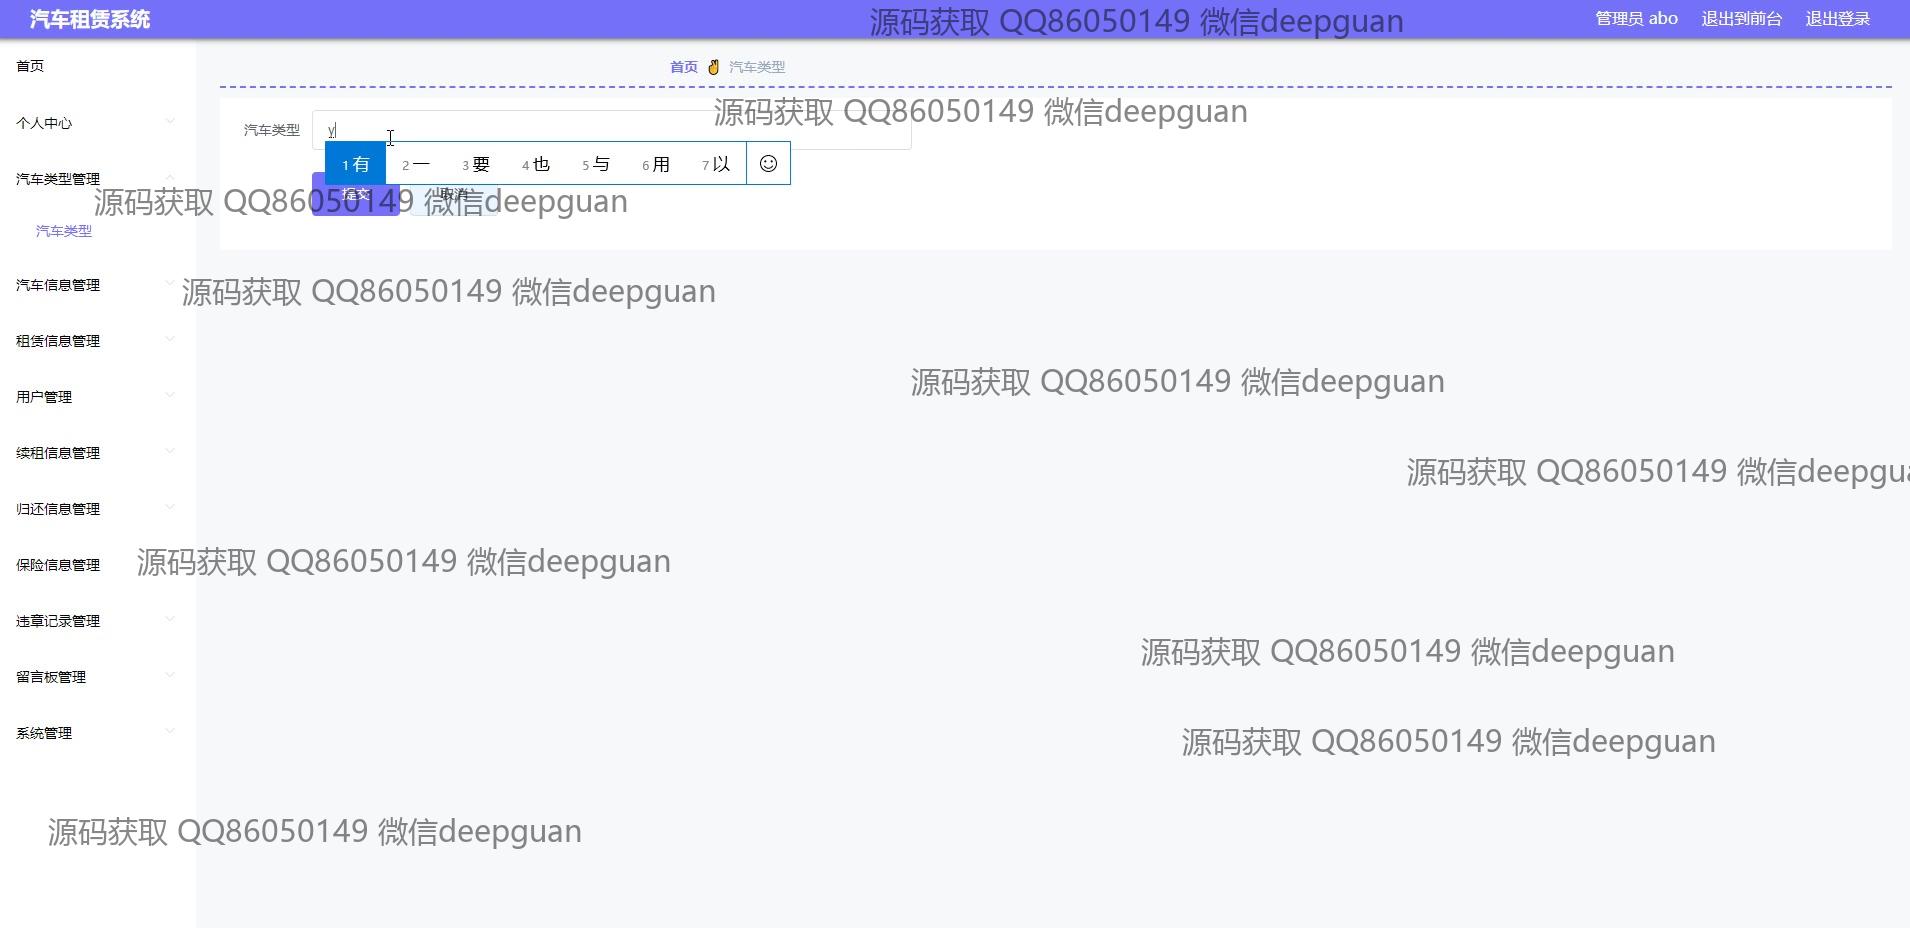 汽车租赁系统
源码获取 QQ86050149 微信deepguan
管理员 abo
退出到前台
退出登录
首页
首页
汽车类型
个人中心
源码获取 QQ86050149 微信deepguan
汽车类型
y
1 有 2 一 3 要 4 也 5 与 6 用 7 以
汽车类型管理
提交
取消
源码获取 QQ86050149 微信deepguan
汽车类型
汽车信息管理
源码获取 QQ86050149 微信deepguan
租赁信息管理
源码获取 QQ86050149 微信deepguan
用户管理
续租信息管理
源码获取 QQ86050149 微信deepgua
归还信息管理
保险信息管理
源码获取 QQ86050149 微信deepguan
违章记录管理
源码获取 QQ86050149 微信deepguan
留言板管理
系统管理
源码获取 QQ86050149 微信deepguan
源码获取 QQ86050149 微信deepguan